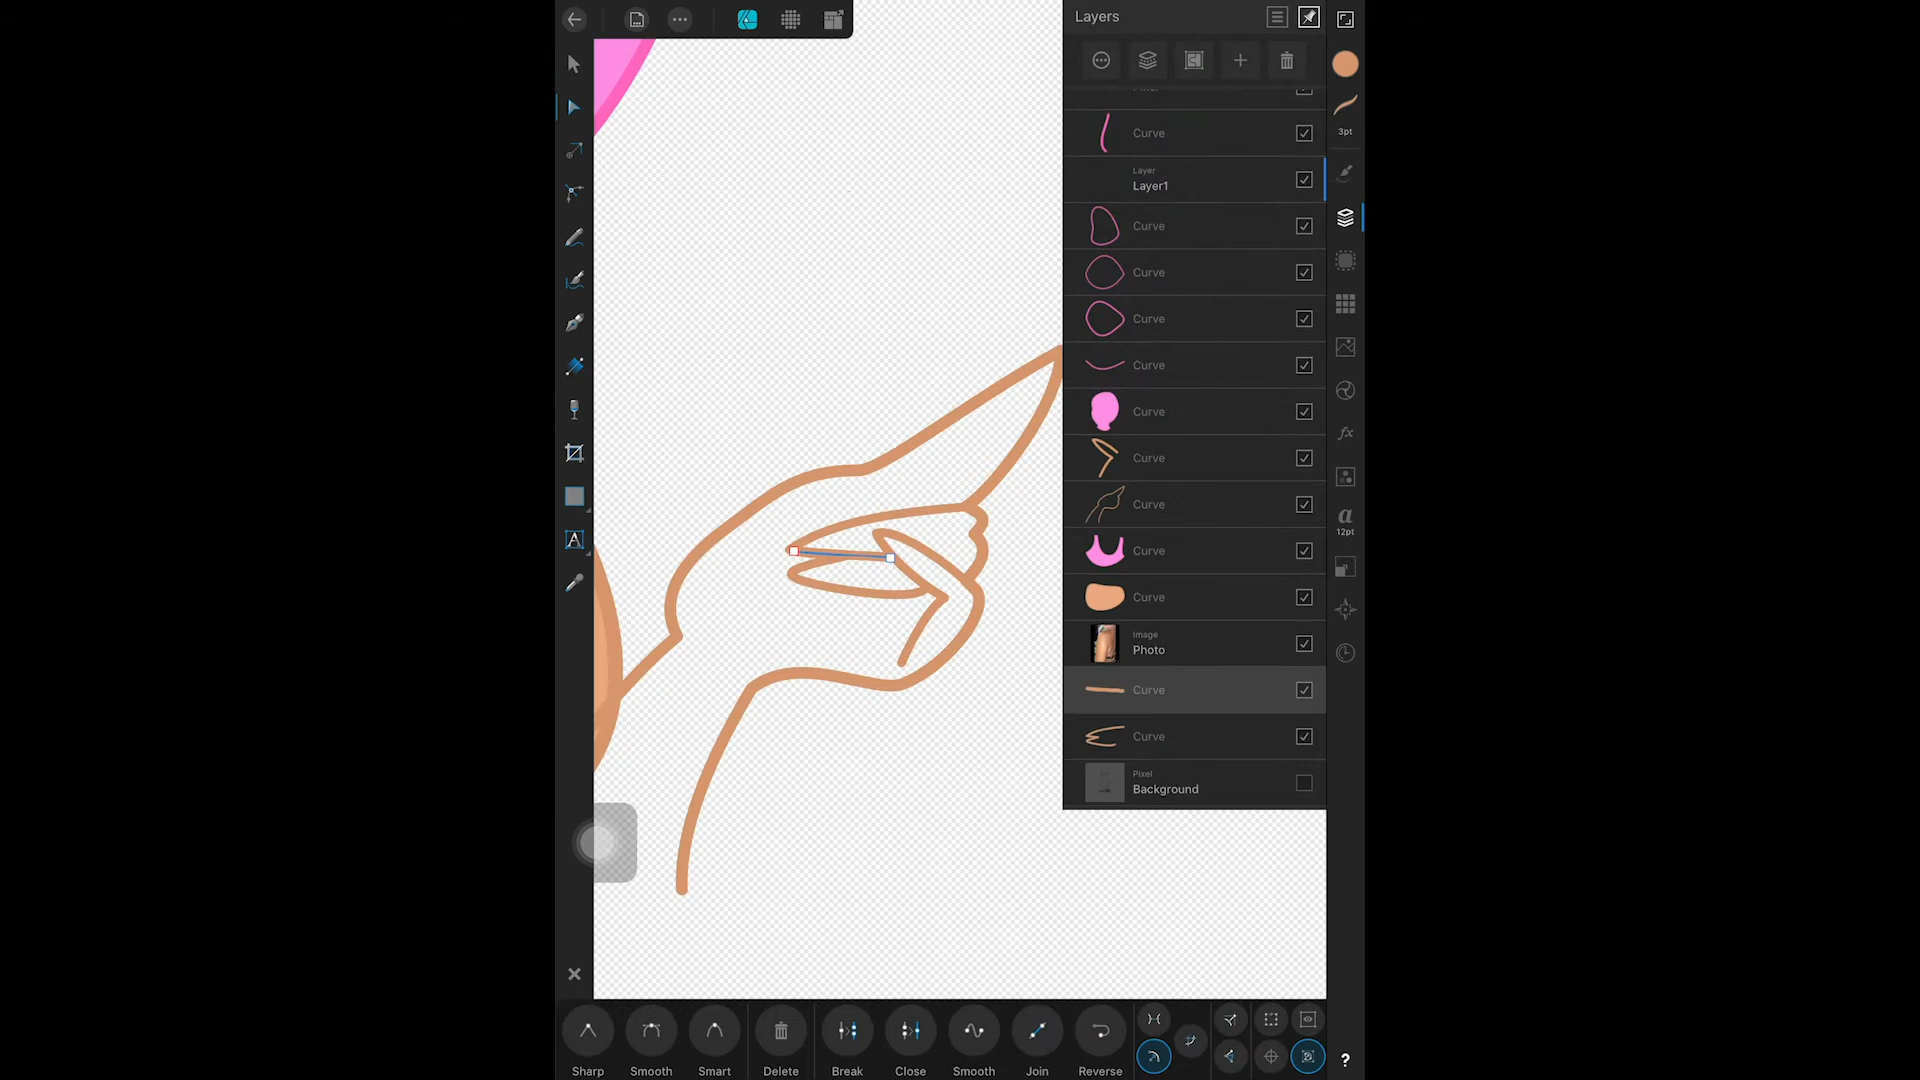 Layers
Curve
3pt
Layer
Layer1
Curve
Curve
Curve
Curve
Curve
Curve
Curve
fx
a
12pt
Curve
A
Curve
Image
Photo
Curve
Curve
Pixel
Background
Sharp
Smooth
Smart
Delete
Break
Close
Smooth
Join
Reverse
?